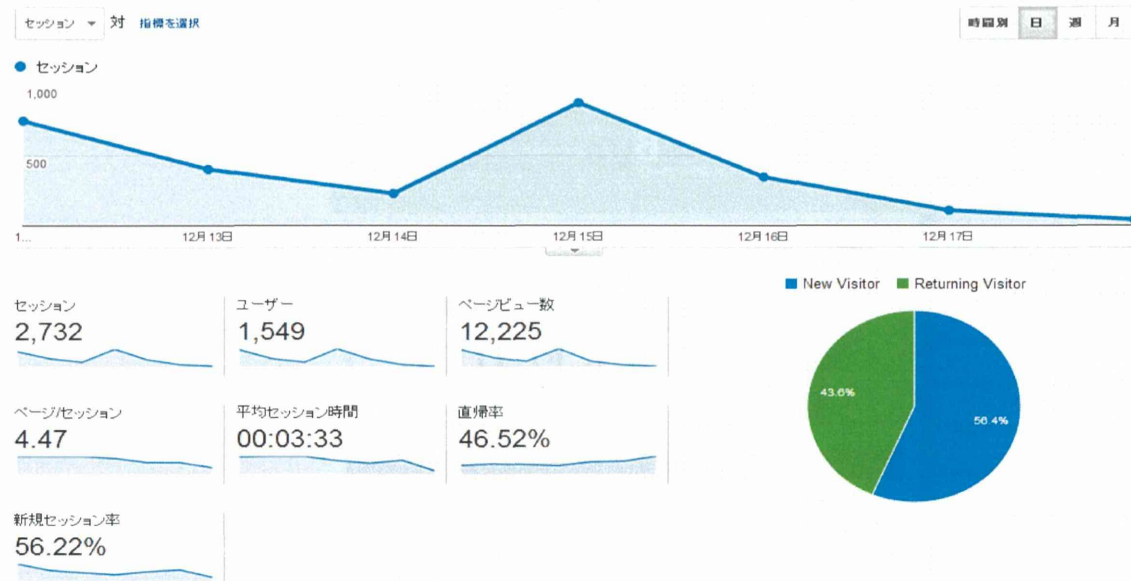 セッション 対 指標を選択 時間別 日 週 月
セッション
1,000
500
1... 12月13日 12月14日 12月15日 12月16日 12月17日
New Visitor Returning Visitor
セッション ユーザー ページビュー数
2,732 1,549 12,225
43.6% 56.4%
ページ/セッション 平均セッション時間 直帰率
4.47 00:03:33 46.52%
新規セッション率
56.22%